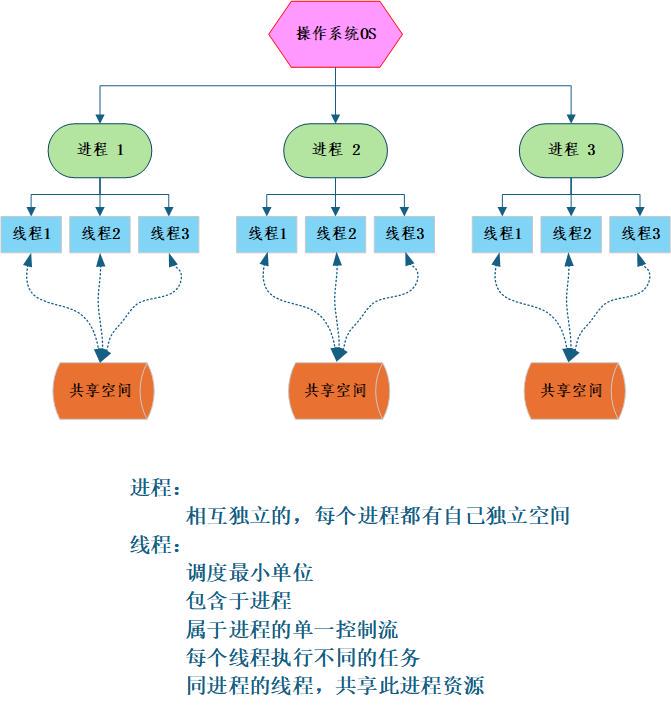 操作系统OS
进程 1
进程 2
进程 3
线程1
线程2
线程3
线程1
线程2
线程3
线程1
线程2
线程3
共享空间
共享空间
共享空间
进程：
相互独立的，每个进程都有自己独立空间
线程：
调度最小单位
包含于进程
属于进程的单一控制流
每个线程执行不同的任务
同进程的线程，共享此进程资源